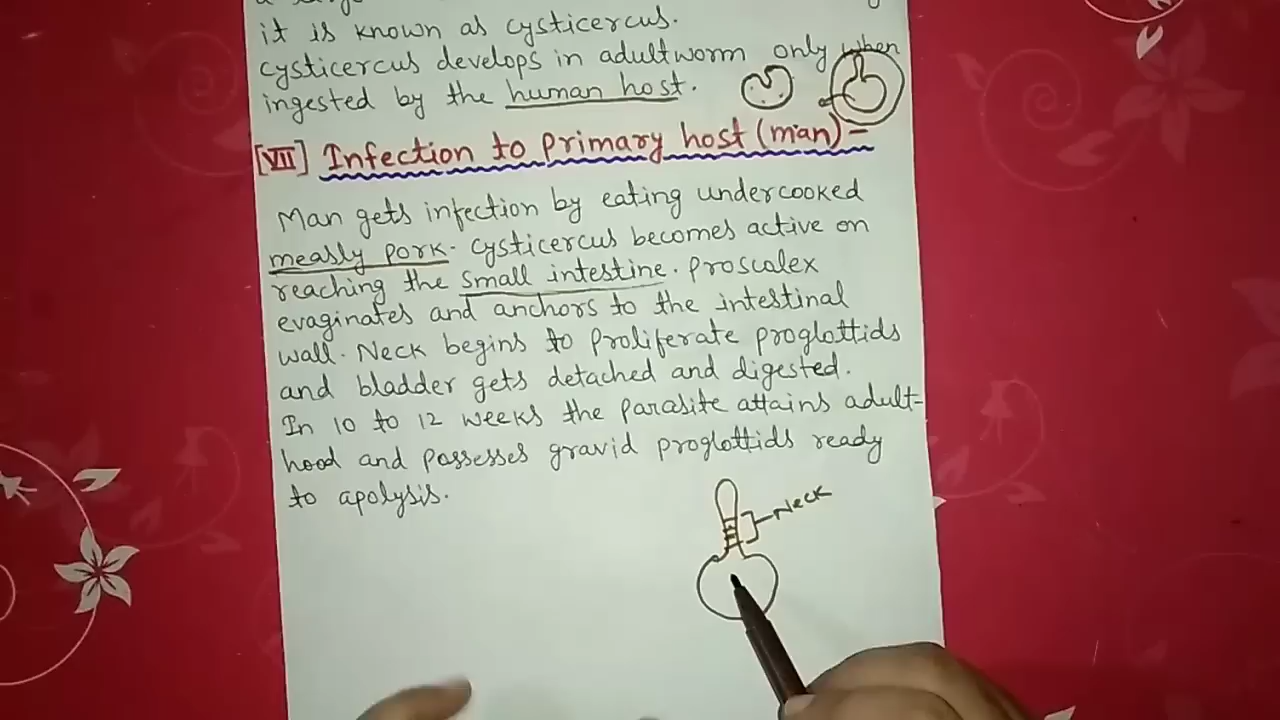 it is known as cysticercus.
cysticercus develops in adultworm only when
ingested by the human host.
[VII] Infection to primary host (man)-
Man gets infection by eating undercooked
measly pork. cysticercus becomes active on
reaching the small intestine. Proscolex
evaginates and anchors to the intestinal
wall. Neck begins to proliferate proglottids
and bladder gets detached and digested.
In 10 to 12 weeks the parasite attains adult-
hood and possesses gravid proglottids ready
to apolysis.
Neck